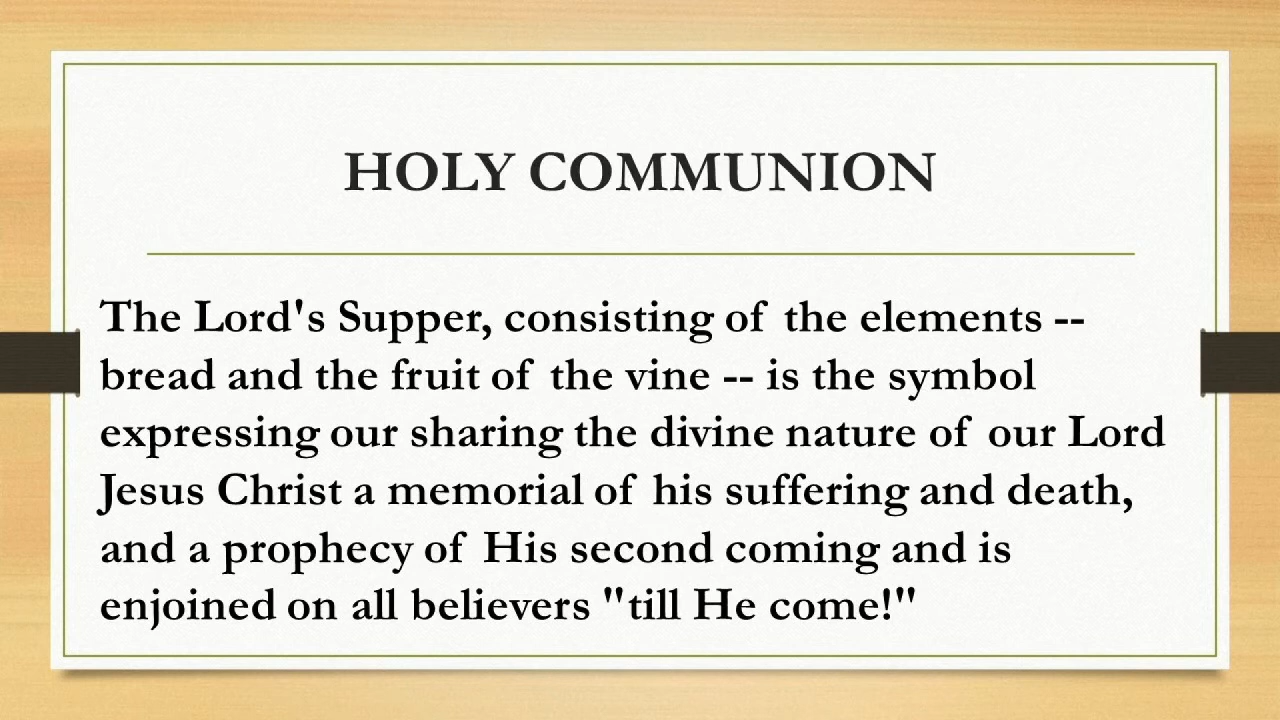 HOLY COMMUNION
The Lord's Supper, consisting of the elements --
bread and the fruit of the vine -- is the symbol
expressing our sharing the divine nature of our Lord
Jesus Christ a memorial of his suffering and death,
and a prophecy of His second coming and is
enjoined on all believers "till He come!"